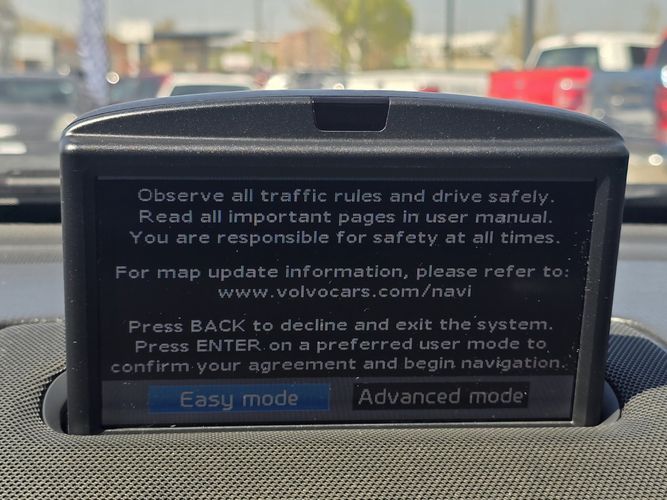 Observe all traffic rules and drive safely.
Read all important pages in user manual.
You are responsible for safety at all times.
For map update information, please refer to:
www.volvocars.com/navi
Press BACK to decline and exit the system.
Press ENTER on a preferred user mode to
confirm your agreement and begin navigation.
Easy mode
Advanced mode